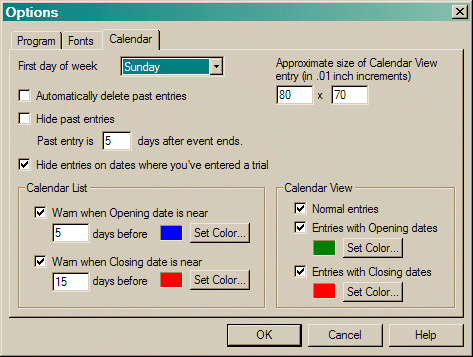 Options
Program Fonts Calendar
First day of week Sunday
Approximate size of Calendar View
entry (in .01 inch increments)
80 x 70
Automatically delete past entries
Hide past entries
Past entry is 5 days after event ends.
Hide entries on dates where you've entered a trial
Calendar List
Warn when Opening date is near
5 days before Set Color...
Warn when Closing date is near
15 days before Set Color...
Calendar View
Normal entries
Entries with Opening dates
Set Color...
Entries with Closing dates
Set Color...
OK Cancel Help